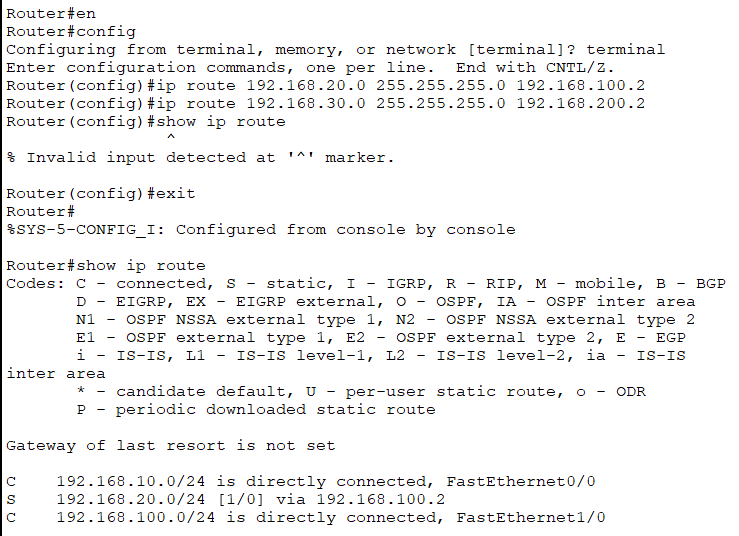 Router#en
Router#config
Configuring from terminal, memory, or network [terminal]? terminal
Enter configuration commands, one per line.  End with CNTL/Z.
Router(config)#ip route 192.168.20.0 255.255.255.0 192.168.100.2
Router(config)#ip route 192.168.30.0 255.255.255.0 192.168.200.2
Router(config)#show ip route
                ^
% Invalid input detected at '^' marker.

Router(config)#exit
Router#
%SYS-5-CONFIG_I: Configured from console by console

Router#show ip route
Codes: C - connected, S - static, I - IGRP, R - RIP, M - mobile, B - BGP
       D - EIGRP, EX - EIGRP external, O - OSPF, IA - OSPF inter area
       N1 - OSPF NSSA external type 1, N2 - OSPF NSSA external type 2
       E1 - OSPF external type 1, E2 - OSPF external type 2, E - EGP
       i - IS-IS, L1 - IS-IS level-1, L2 - IS-IS level-2, ia - IS-IS
inter area
       * - candidate default, U - per-user static route, o - ODR
       P - periodic downloaded static route

Gateway of last resort is not set

C    192.168.10.0/24 is directly connected, FastEthernet0/0
S    192.168.20.0/24 [1/0] via 192.168.100.2
C    192.168.100.0/24 is directly connected, FastEthernet1/0